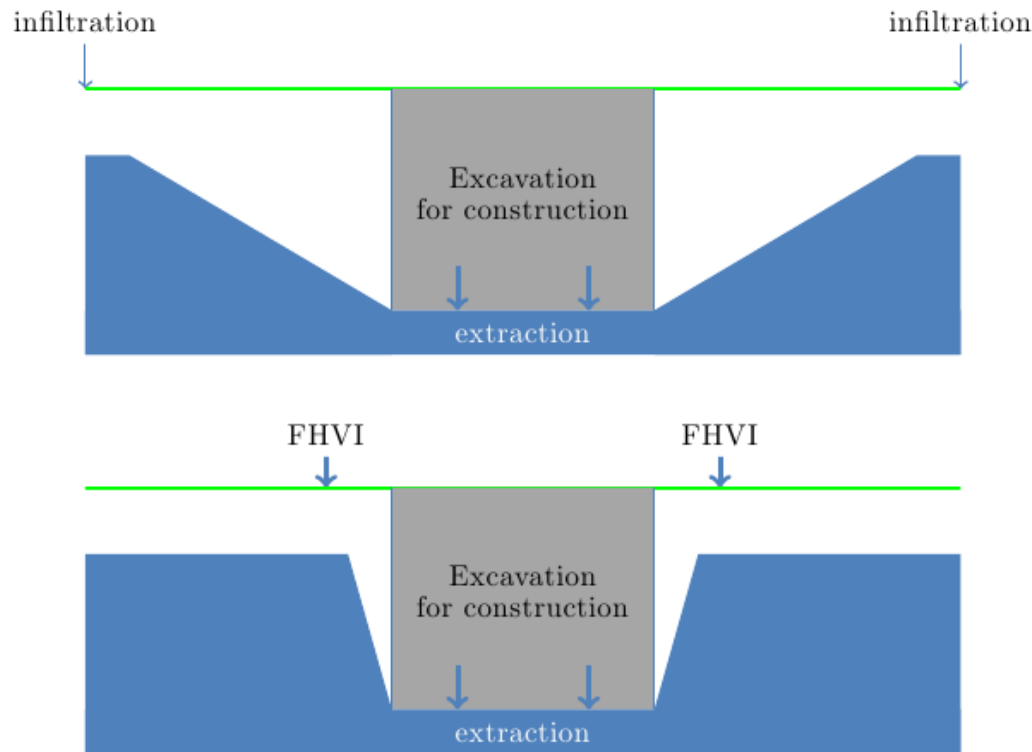 infiltration
infiltration
Excavation
for construction
extraction
FHVI
FHVI
Excavation
for construction
extraction